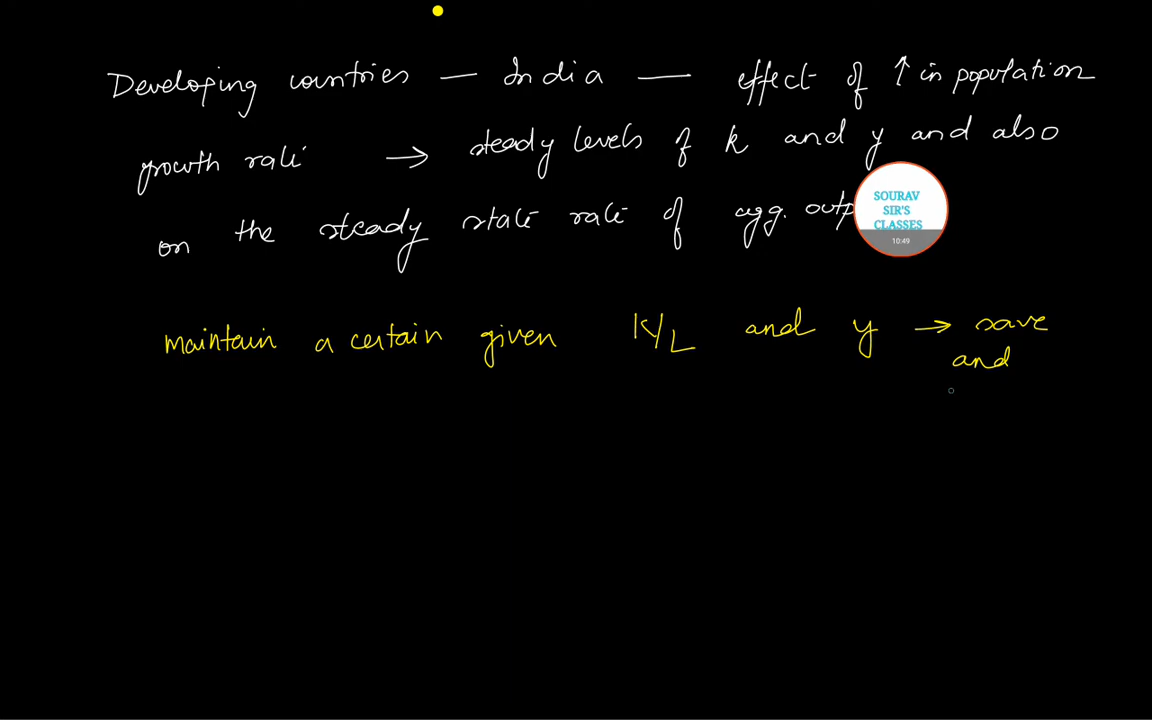 Developing countries — India — effect of ↑ in population
growth rate → steady levels of k and y and also
on the steady state rate of agg. outp
SOURAV
SIR'S
CLASSES
10:49
maintain a certain given K/L and y → save
and